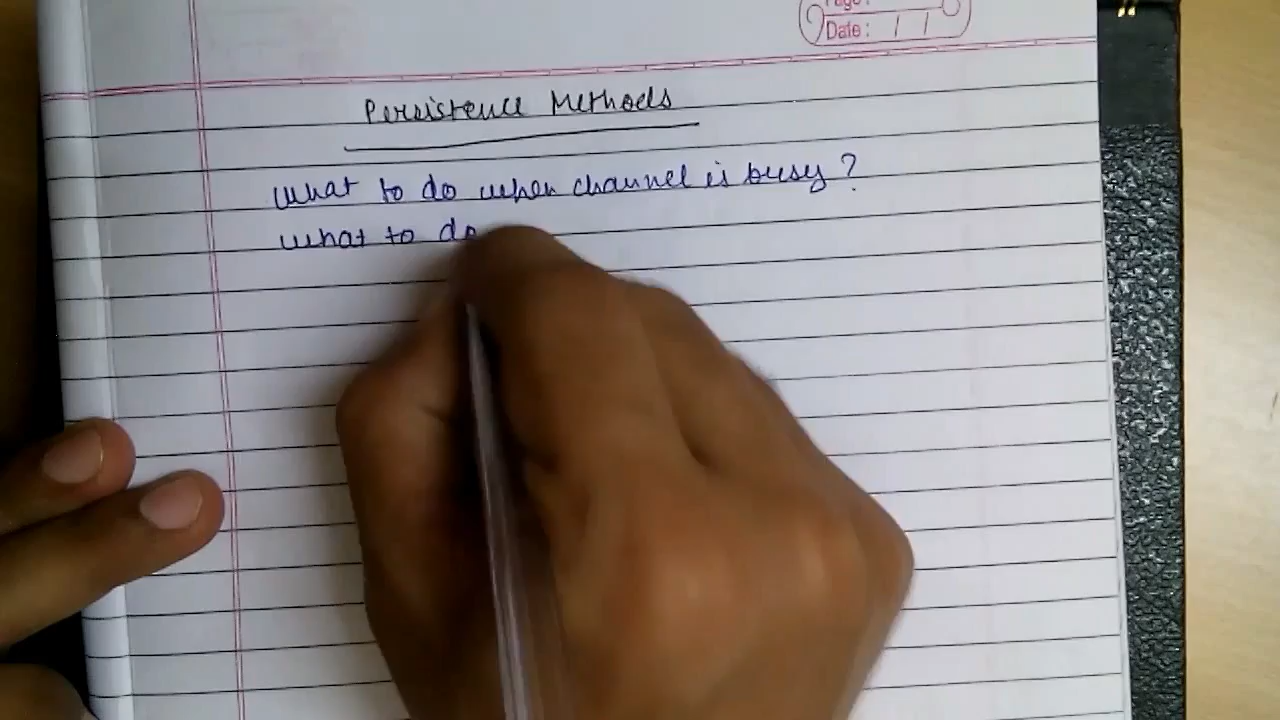 Date: / /
Persistence Methods
What to do when channel is busy?
What to do